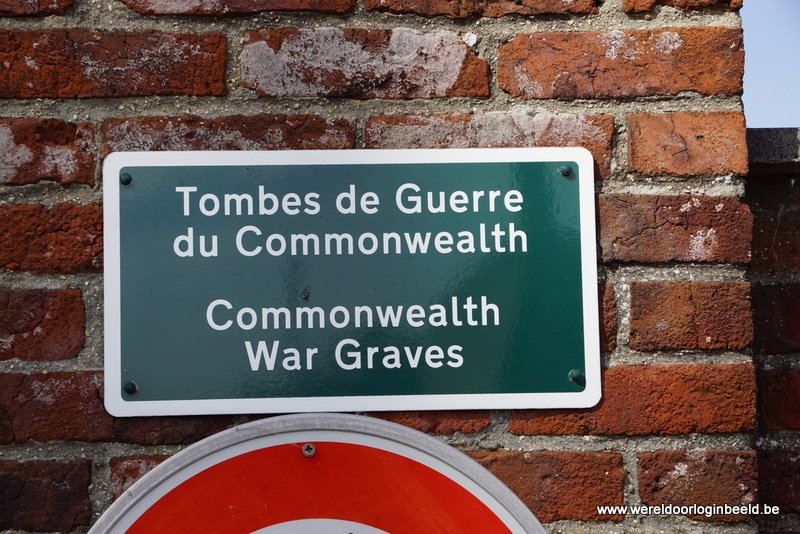 Tombes de Guerre
du Commonwealth
Commonwealth
War Graves
www.wereldoorloginbeeld.be